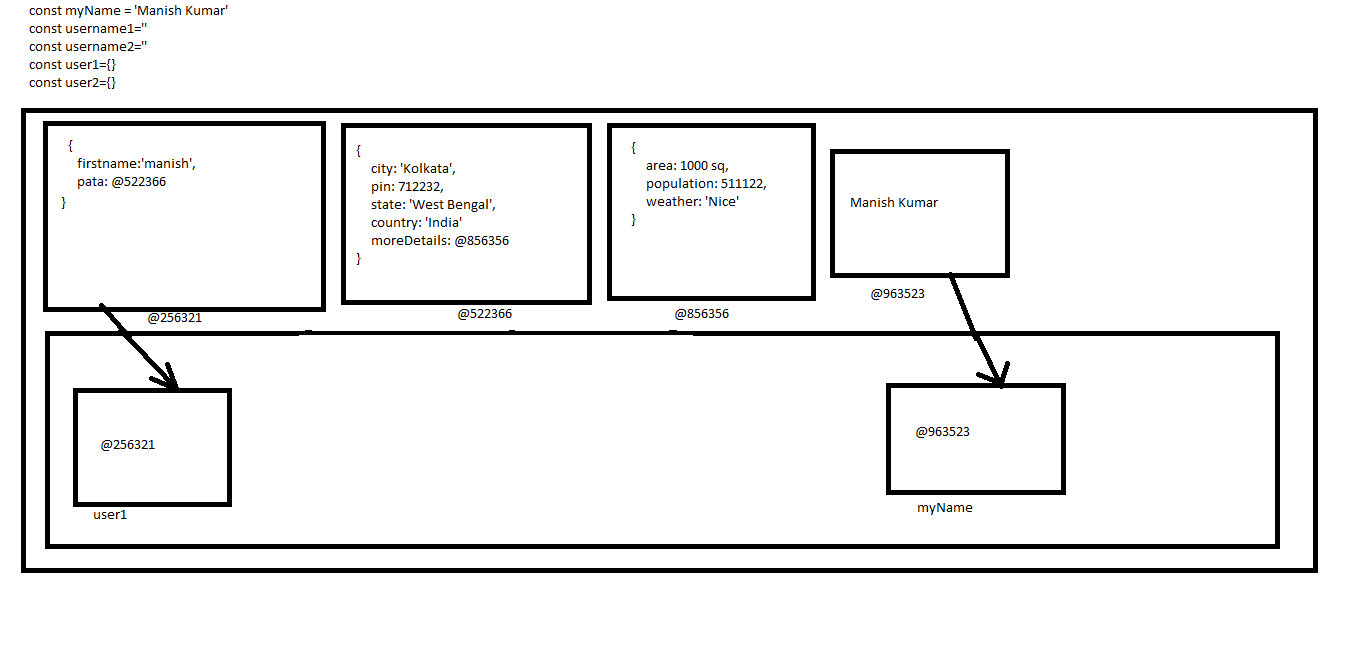 const myName = 'Manish Kumar'
const username1=''
const username2=''
const user1={}
const user2={}
{
firstname:'manish',
pata: @522366
}
@256321
{
city: 'Kolkata',
pin: 712232,
state: 'West Bengal',
country: 'India'
moreDetails: @856356
}
@522366
{
area: 1000 sq,
population: 511122,
weather: 'Nice'
}
@856356
Manish Kumar
@963523
@256321
user1
@963523
myName